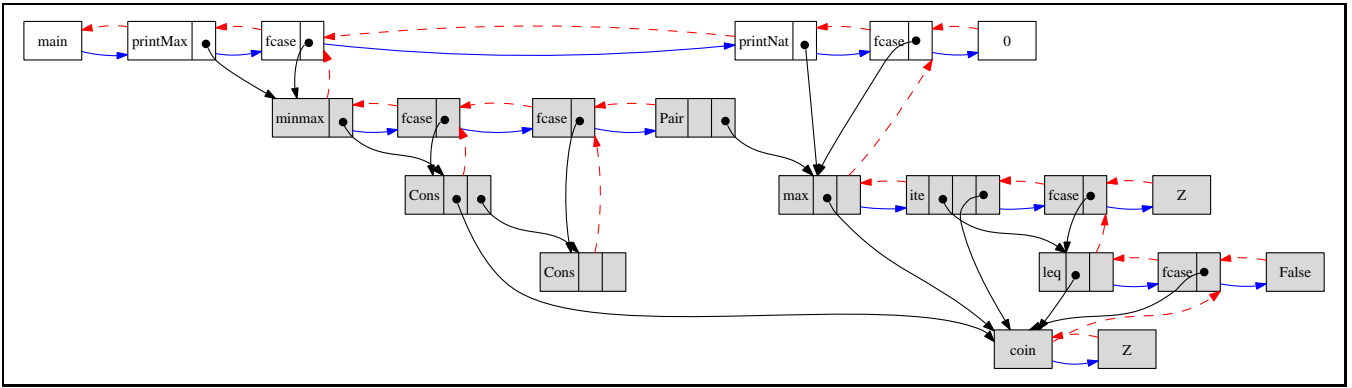 main printMax fcase printNat fcase 0
minmax fcase fcase Pair
Cons max ite fcase Z
Cons leq fcase False
coin Z